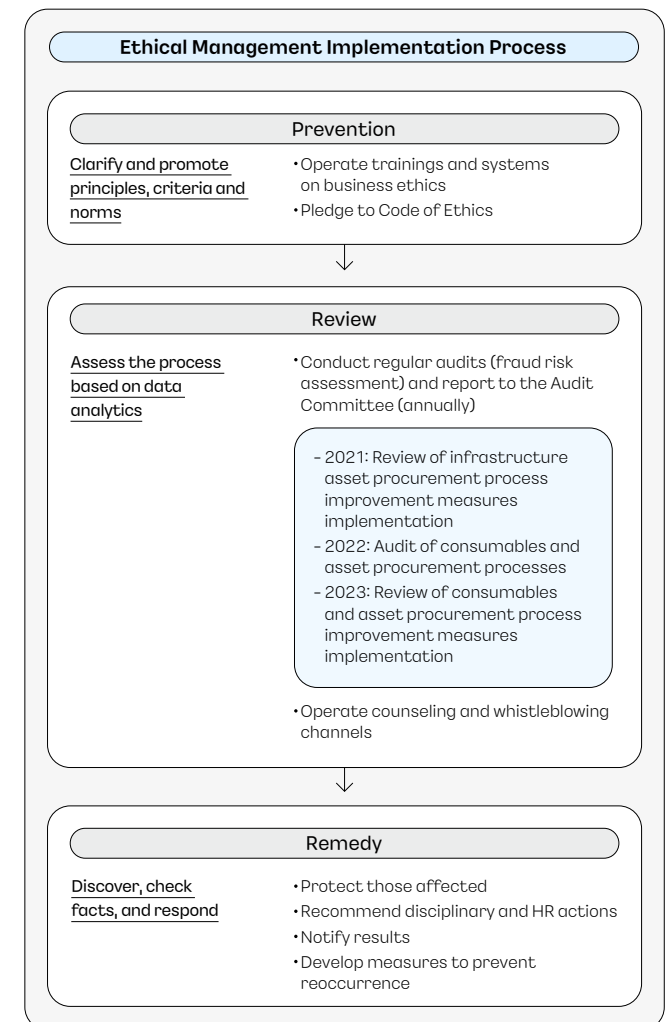 Ethical Management Implementation Process
Prevention
Clarify and promote
principles, criteria and
norms
•Operate trainings and systems
on business ethics
•Pledge to Code of Ethics
Review
Assess the process
based on data
analytics
•Conduct regular audits (fraud risk
assessment) and report to the Audit
Committee (annually)
– 2021: Review of infrastructure
asset procurement process
improvement measures
implementation
– 2022: Audit of consumables and
asset procurement processes
– 2023: Review of consumables
and asset procurement process
improvement measures
implementation
•Operate counseling and whistleblowing
channels
Remedy
Discover, check
facts, and respond
•Protect those affected
•Recommend disciplinary and HR actions
•Notify results
•Develop measures to prevent
reoccurrence